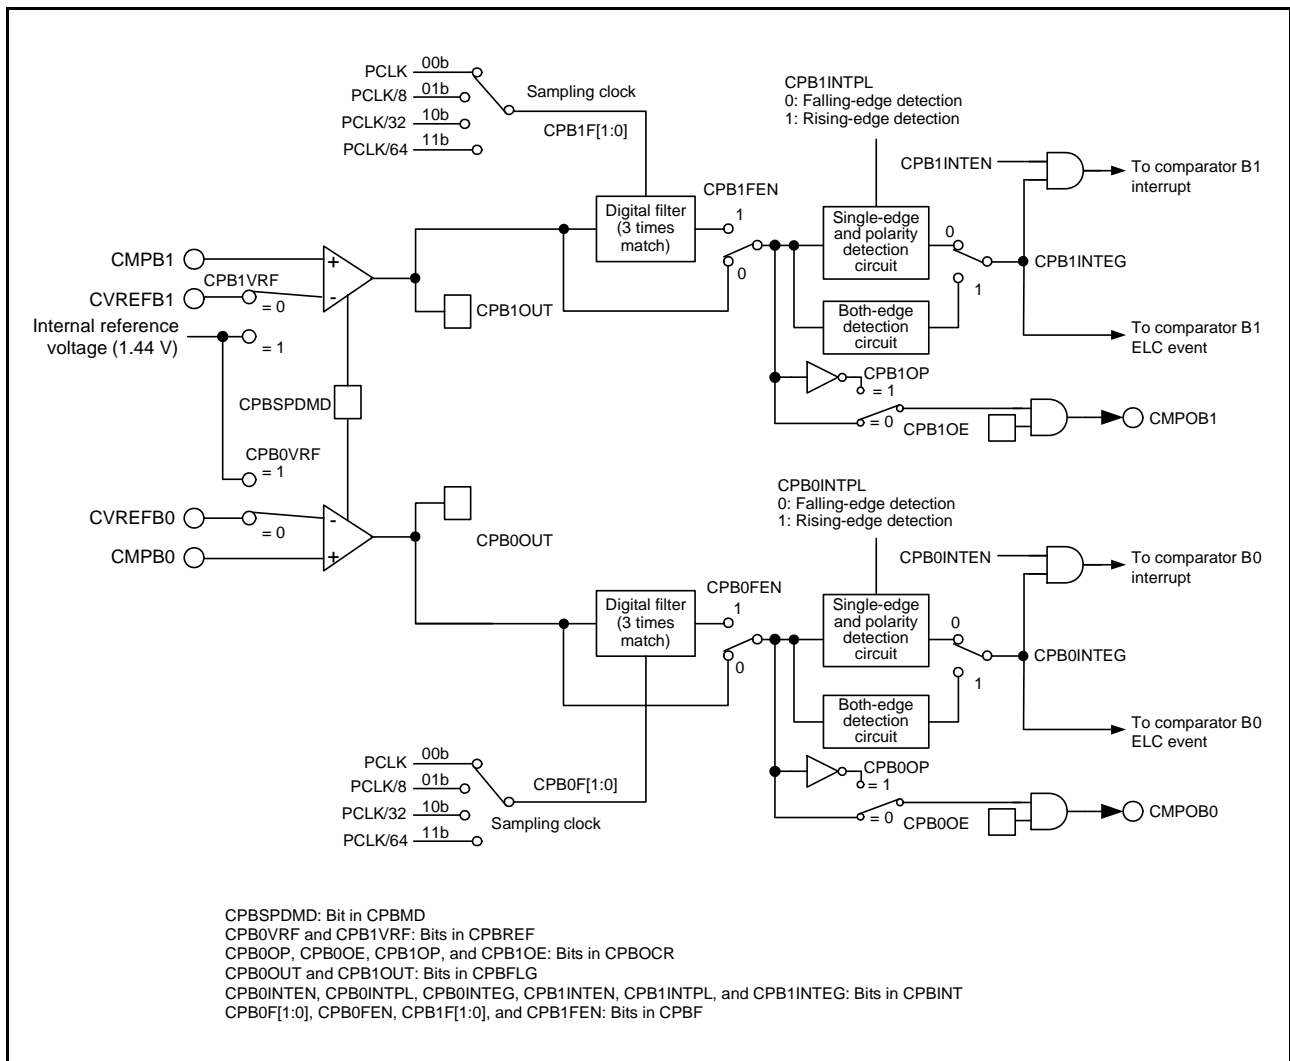 PCLK 00b
PCLK/8 01b
PCLK/32 10b
PCLK/64 11b
Sampling clock
CPB1F[1:0]
CPB1INTPL
0: Falling-edge detection
1: Rising-edge detection
CPB1INTEN
To comparator B1
interrupt
CPB1FEN
1
0
Digital filter
(3 times
match)
Single-edge
and polarity
detection
circuit
0
1
CPB1INTEG
CMPB1
+
-
CPB1VRF
CVREFB1
= 0
Internal reference
voltage (1.44 V)
= 1
CPB1OUT
Both-edge
detection
circuit
To comparator B1
ELC event
CPB1OP
= 1
= 0
CPB1OE
CMPOB1
CPBSPDMD
CPB0VRF
= 1
CVREFB0
= 0
CMPB0
-
+
CPB0OUT
CPB0INTPL
0: Falling-edge detection
1: Rising-edge detection
CPB0INTEN
To comparator B0
interrupt
CPB0FEN
1
0
Digital filter
(3 times
match)
Single-edge
and polarity
detection
circuit
0
1
CPB0INTEG
Both-edge
detection
circuit
To comparator B0
ELC event
PCLK 00b
PCLK/8 01b
PCLK/32 10b
PCLK/64 11b
CPB0F[1:0]
Sampling clock
CPB0OP
= 1
= 0
CPB0OE
CMPOB0
CPBSPDMD: Bit in CPBMD
CPB0VRF and CPB1VRF: Bits in CPBREF
CPB0OP, CPB0OE, CPB1OP, and CPB1OE: Bits in CPBOCR
CPB0OUT and CPB1OUT: Bits in CPBFLG
CPB0INTEN, CPB0INTPL, CPB0INTEG, CPB1INTEN, CPB1INTPL, and CPB1INTEG: Bits in CPBINT
CPB0F[1:0], CPB0FEN, CPB1F[1:0], and CPB1FEN: Bits in CPBF